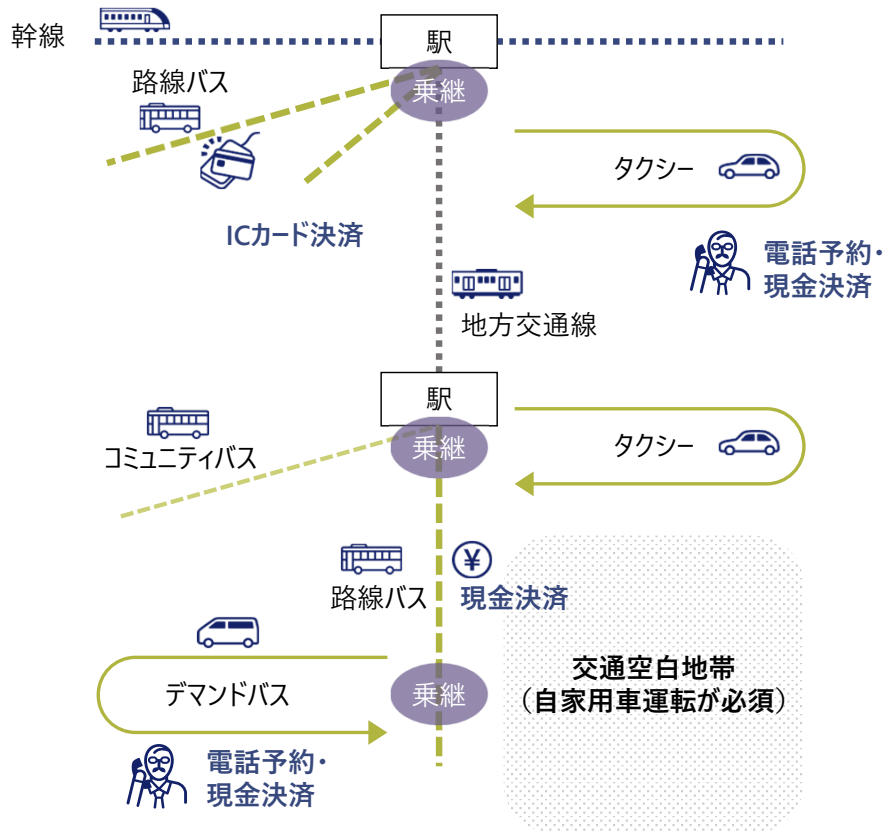 幹線
駅
乗継
路線バス
ICカード決済
タクシー
電話予約・
現金決済
地方交通線
駅
乗継
コミュニティバス
タクシー
路線バス
¥
現金決済
交通空白地帯
（自家用車運転が必須）
デマンドバス
乗継
電話予約・
現金決済